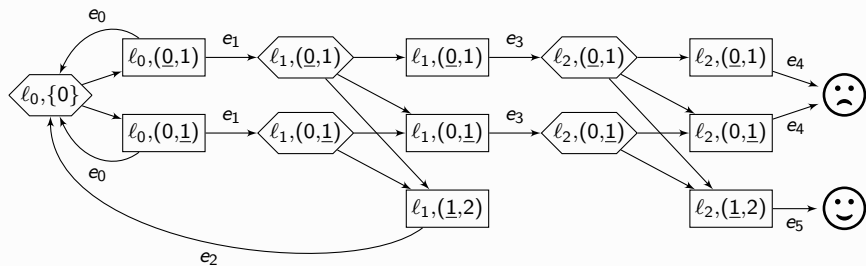 e₀
ℓ₀,(0̲,1) e₁ ℓ₁,(0̲,1) ℓ₁,(0̲,1) e₃ ℓ₂,(0̲,1) ℓ₂,(0̲,1) e₄
ℓ₀,{0}
ℓ₀,(0,1̲) e₁ ℓ₁,(0,1̲) ℓ₁,(0,1̲) e₃ ℓ₂,(0,1̲) ℓ₂,(0,1̲) e₄
e₀
ℓ₁,(1̲,2) ℓ₂,(1̲,2) e₅
e₂